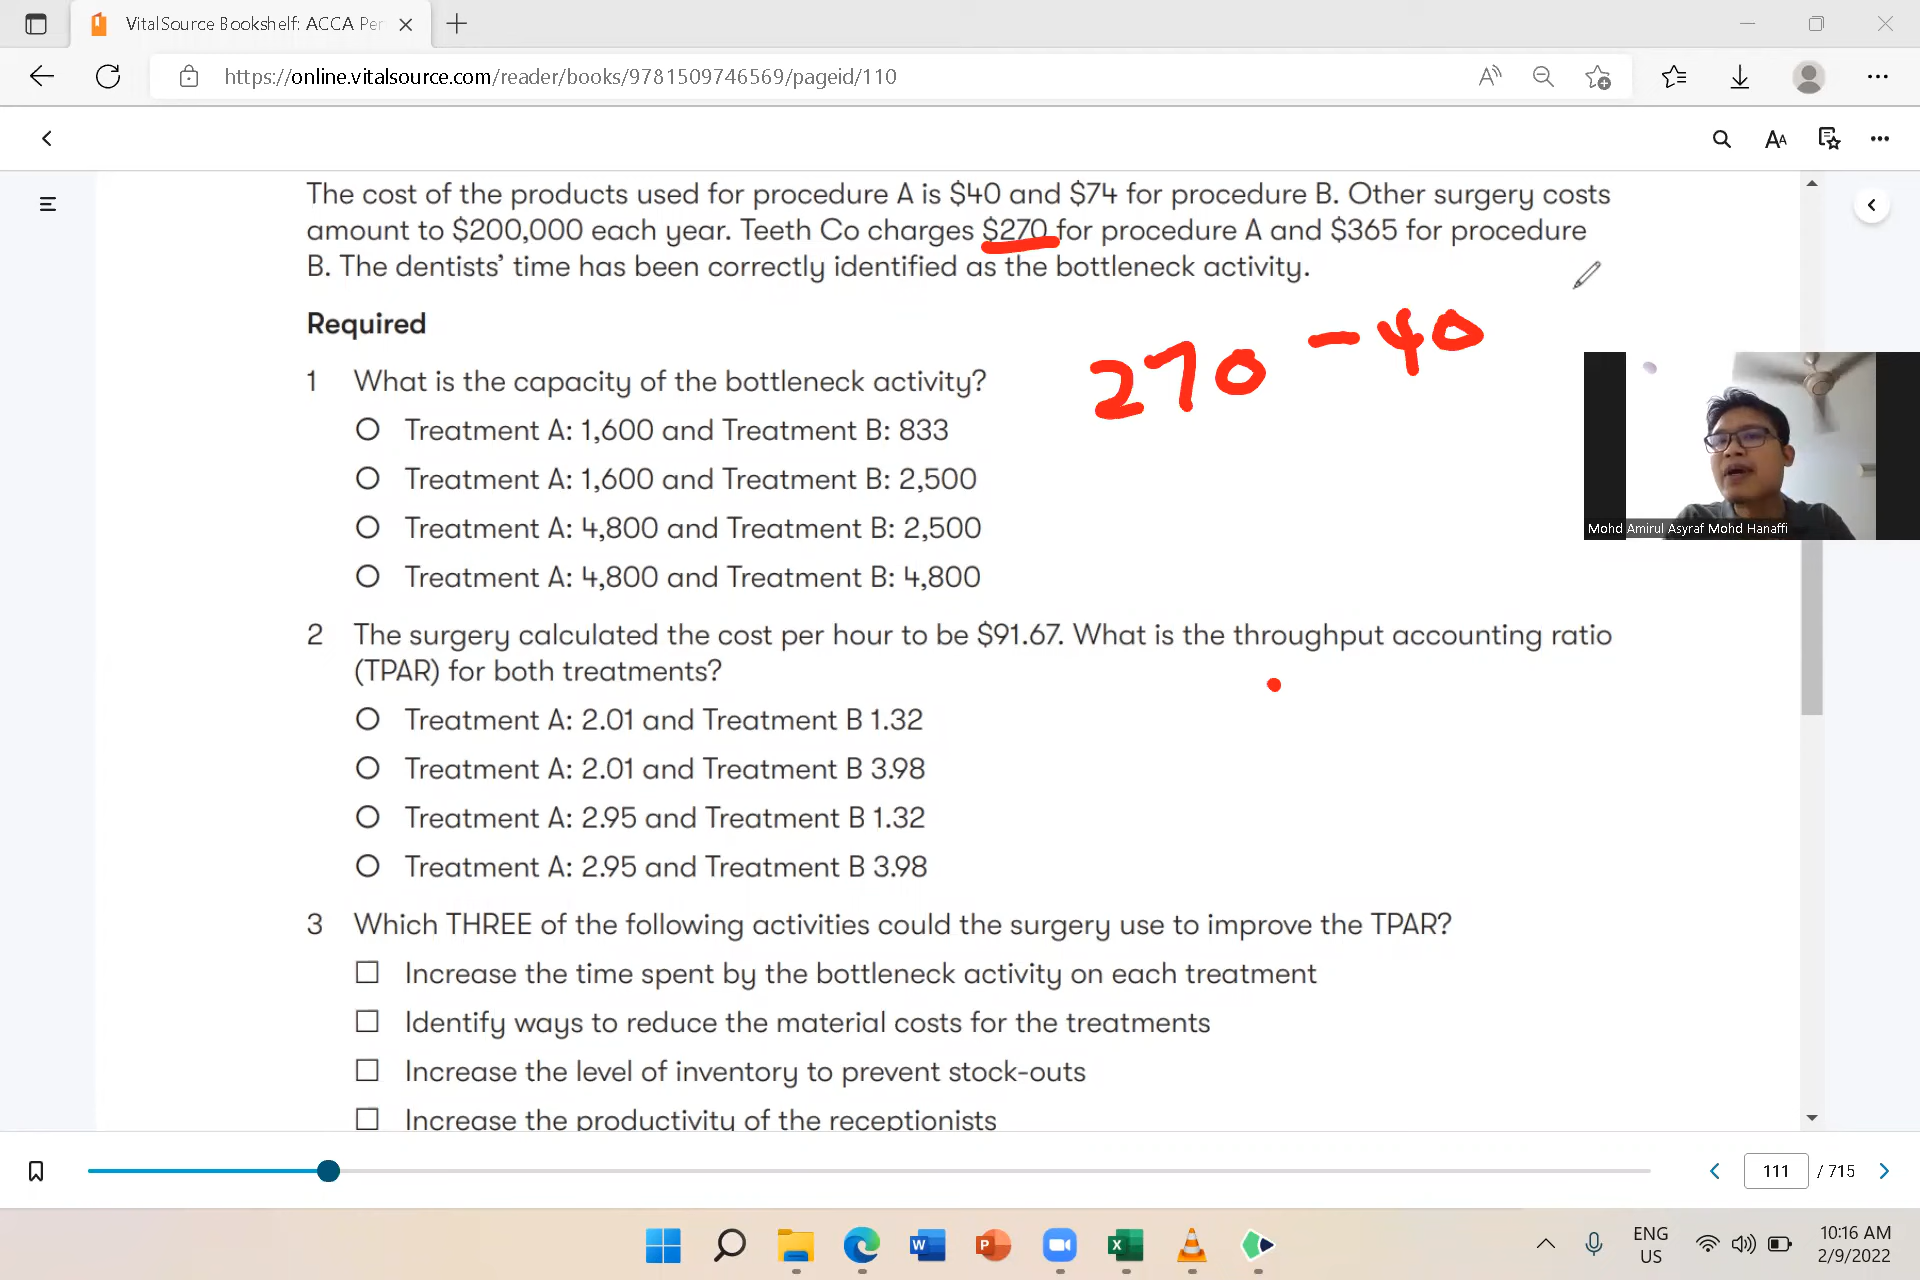 VitalSource Bookshelf: ACCA Per
https://online.vitalsource.com/reader/books/9781509746569/pageid/110
The cost of the products used for procedure A is $40 and $74 for procedure B. Other surgery costs
amount to $200,000 each year. Teeth Co charges $270 for procedure A and $365 for procedure
B. The dentists’ time has been correctly identified as the bottleneck activity.
Required
270 - 40
1 What is the capacity of the bottleneck activity?
Treatment A: 1,600 and Treatment B: 833
Treatment A: 1,600 and Treatment B: 2,500
Treatment A: 4,800 and Treatment B: 2,500
Treatment A: 4,800 and Treatment B: 4,800
Mohd Amirul Asyraf Mohd Hanaffi
2 The surgery calculated the cost per hour to be $91.67. What is the throughput accounting ratio
(TPAR) for both treatments?
Treatment A: 2.01 and Treatment B 1.32
Treatment A: 2.01 and Treatment B 3.98
Treatment A: 2.95 and Treatment B 1.32
Treatment A: 2.95 and Treatment B 3.98
3 Which THREE of the following activities could the surgery use to improve the TPAR?
Increase the time spent by the bottleneck activity on each treatment
Identify ways to reduce the material costs for the treatments
Increase the level of inventory to prevent stock-outs
Increase the productivity of the receptionists
111 / 715
ENG
US
10:16 AM
2/9/2022